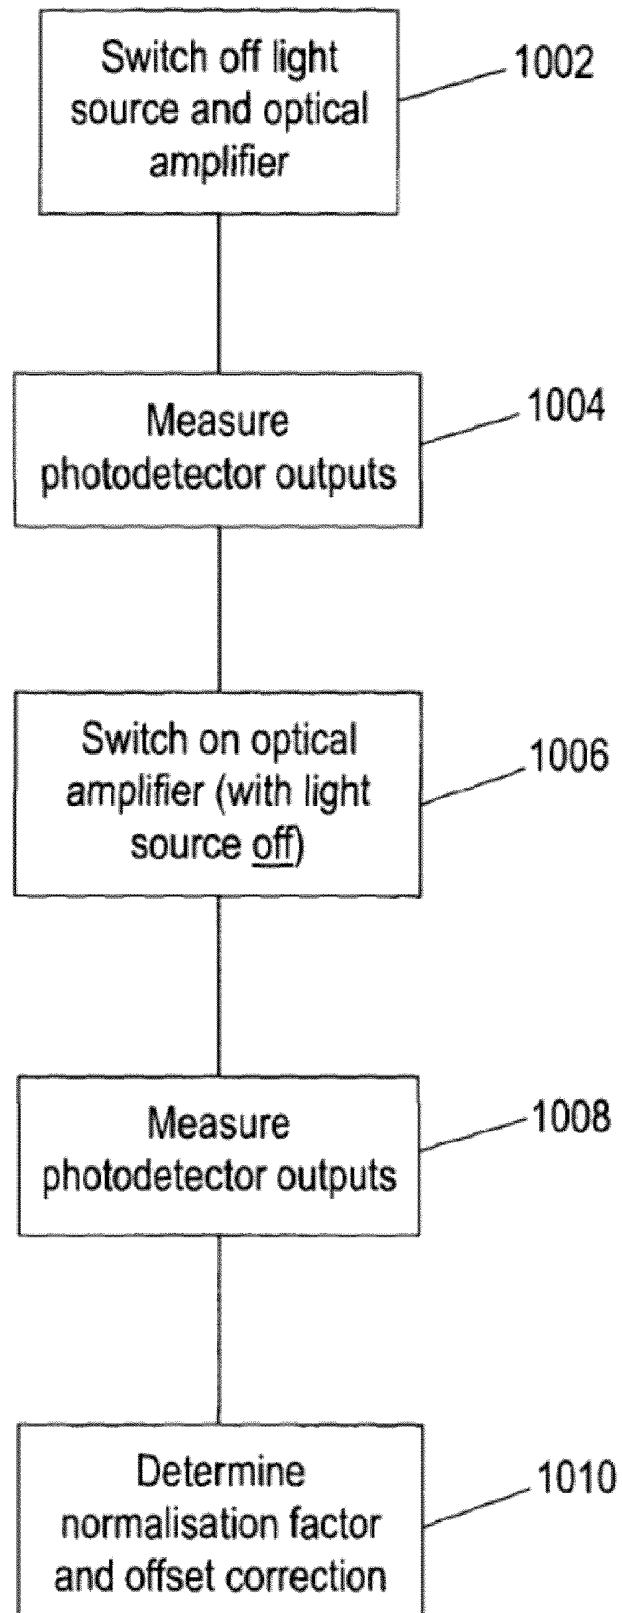 Switch off light
source and optical
amplifier
1002
Measure
photodetector outputs
1004
Switch on optical
amplifier (with light
source off)
1006
Measure
photodetector outputs
1008
Determine
normalisation factor
and offset correction
1010